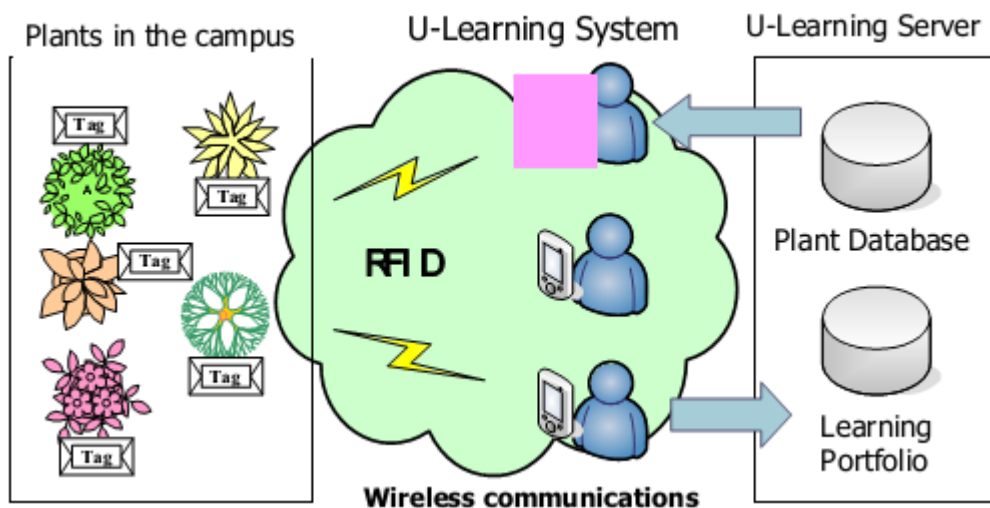 Plants in the campus
U-Learning System
U-Learning Server
Tag
Tag
A
Tag
Tag
Tag
RFID
Plant Database
Learning
Portfolio
Wireless communications